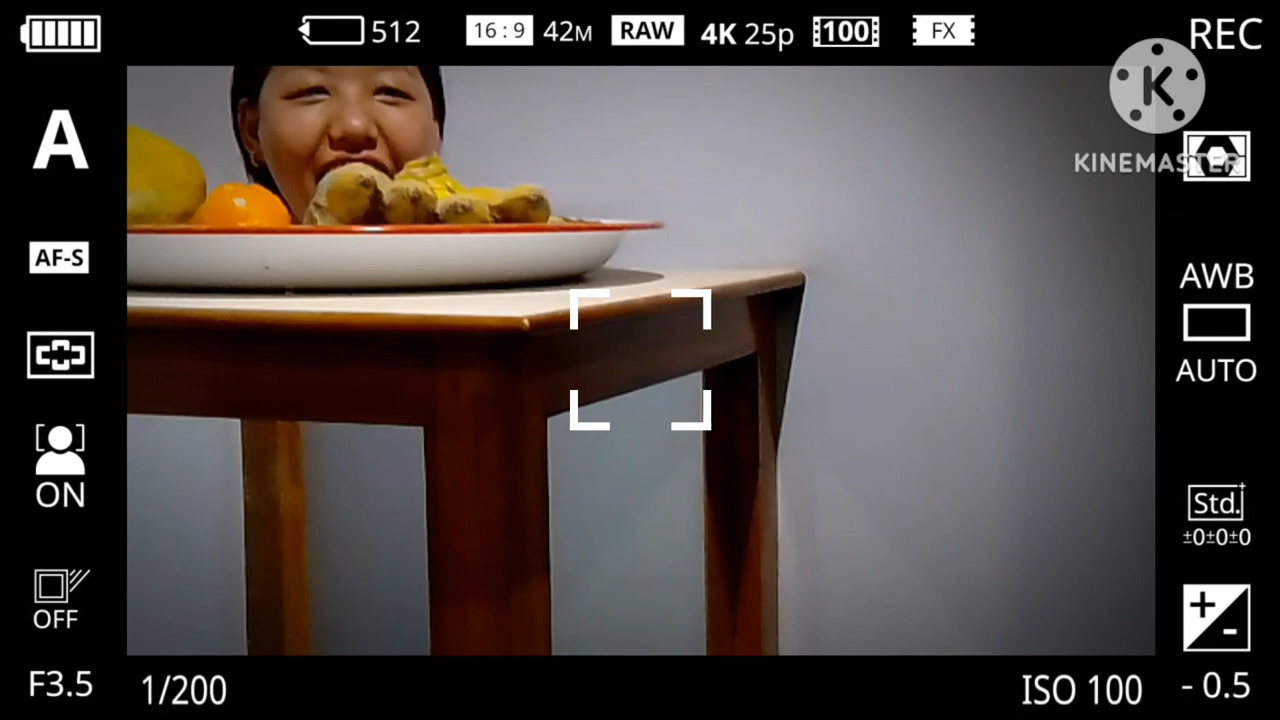 512 16:9 42M RAW 4K 25p 100 FX REC
K
KINEMASTER
A
AF-S
AWB
AUTO
ON
Std.
±0±0±0
OFF
F3.5 1/200 ISO 100 - 0.5